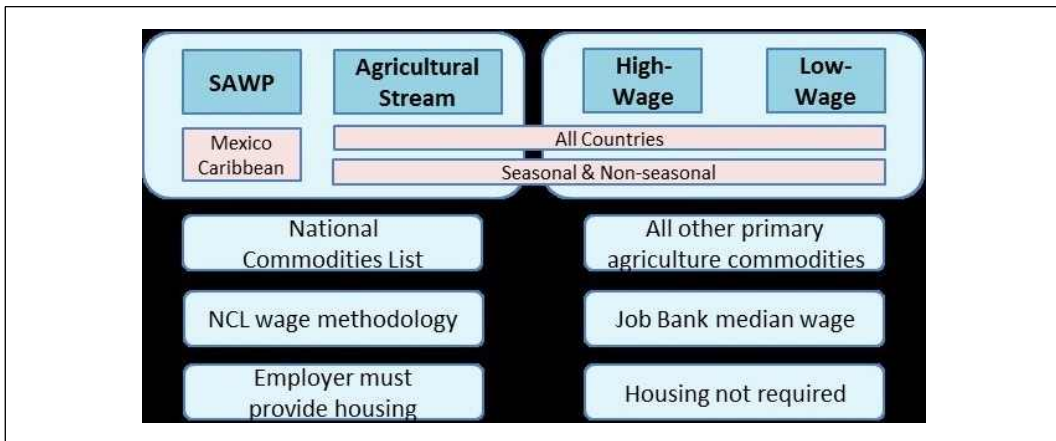 SAWP
Agricultural
Stream
High-
Wage
Low-
Wage
Mexico
Caribbean
All Countries
Seasonal & Non-seasonal
National
Commodities List
All other primary
agriculture commodities
NCL wage methodology
Job Bank median wage
Employer must
provide housing
Housing not required